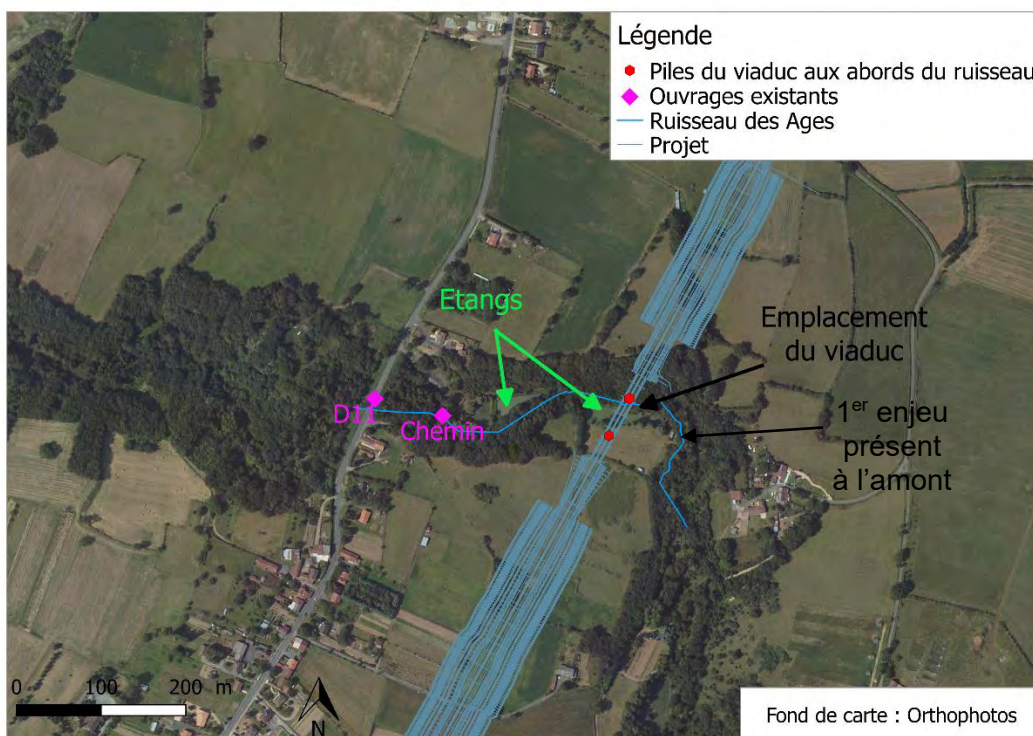 Légende
Piles du viaduc aux abords du ruisseau
Ouvrages existants
Ruisseau des Ages
Projet
Etangs
Emplacement
du viaduc
D11
Chemin
1er enjeu
présent
à l'amont
0 100 200 m
N
Fond de carte : Orthophotos